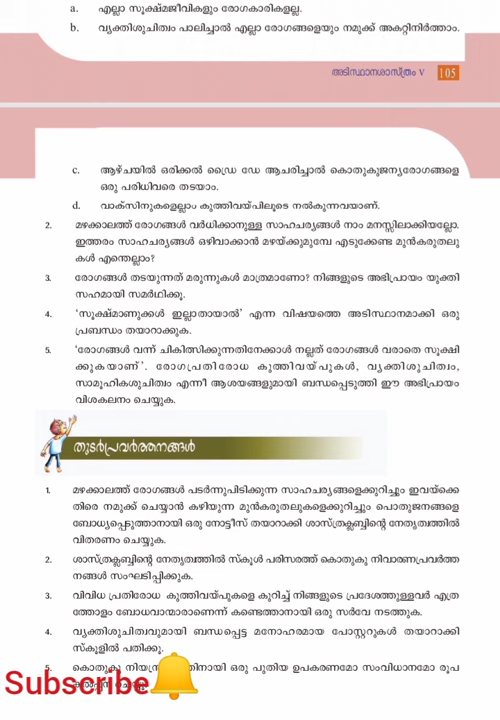 a. എല്ലാ സൂക്ഷ്മജീവികളും രോഗകാരികളല്ല.
b. വ്യക്തിശുചിത്വം പാലിച്ചാൽ എല്ലാ രോഗങ്ങളെയും നമുക്ക് അകറ്റിനിർത്താം.
അടിസ്ഥാനശാസ്ത്രം V 105
c. ആഴ്ചയിൽ ഒരിക്കൽ ഡ്രൈ ഡേ ആചരിച്ചാൽ കൊതുകുജന്യരോഗങ്ങളെ
ഒരു പരിധിവരെ തടയാം.
d. വാക്സിനുകളെല്ലാം കുത്തിവയ്പിലൂടെ നൽകുന്നവയാണ്.
2. മഴക്കാലത്ത് രോഗങ്ങൾ വർധിക്കാനുള്ള സാഹചര്യങ്ങൾ നാം മനസ്സിലാക്കിയല്ലോ.
ഇത്തരം സാഹചര്യങ്ങൾ ഒഴിവാക്കാൻ മഴയ്ക്കുമുമ്പേ എടുക്കേണ്ട മുൻകരുതലു
കൾ എന്തെല്ലാം?
3. രോഗങ്ങൾ തടയുന്നത് മരുന്നുകൾ മാത്രമാണോ? നിങ്ങളുടെ അഭിപ്രായം യുക്തി
സഹമായി സമർഥിക്കൂ.
4. 'സൂക്ഷ്മാണുക്കൾ ഇല്ലാതായാൽ' എന്ന വിഷയത്തെ അടിസ്ഥാനമാക്കി ഒരു
പ്രബന്ധം തയാറാക്കുക.
5. 'രോഗങ്ങൾ വന്ന് ചികിത്സിക്കുന്നതിനേക്കാൾ നല്ലത് രോഗങ്ങൾ വരാതെ സൂക്ഷി
ക്കുകയാണ്'. രോഗപ്രതിരോധ കുത്തിവയ്പുകൾ, വ്യക്തിശുചിത്വം,
സാമൂഹികശുചിത്വം എന്നീ ആശയങ്ങളുമായി ബന്ധപ്പെടുത്തി ഈ അഭിപ്രായം
വിശകലനം ചെയ്യുക.
തുടർപ്രവർത്തനങ്ങൾ
1. മഴക്കാലത്ത് രോഗങ്ങൾ പടർന്നുപിടിക്കുന്ന സാഹചര്യങ്ങളെക്കുറിച്ചും ഇവയ്ക്കെ
തിരെ നമുക്ക് ചെയ്യാൻ കഴിയുന്ന മുൻകരുതലുകളെക്കുറിച്ചും പൊതുജനങ്ങളെ
ബോധ്യപ്പെടുത്താനായി ഒരു നോട്ടീസ് തയാറാക്കി ശാസ്ത്രക്ലബ്ബിന്റെ നേതൃത്വത്തിൽ
വിതരണം ചെയ്യുക.
2. ശാസ്ത്രക്ലബ്ബിന്റെ നേതൃത്വത്തിൽ സ്കൂൾ പരിസരത്ത് കൊതുകു നിവാരണപ്രവർത്ത
നങ്ങൾ സംഘടിപ്പിക്കുക.
3. വിവിധ പ്രതിരോധ കുത്തിവയ്പുകളെ കുറിച്ച് നിങ്ങളുടെ പ്രദേശത്തുള്ളവർ എത്ര
ത്തോളം ബോധവാന്മാരാണെന്ന് കണ്ടെത്താനായി ഒരു സർവേ നടത്തുക.
4. വ്യക്തിശുചിത്വവുമായി ബന്ധപ്പെട്ട മനോഹരമായ പോസ്റ്ററുകൾ തയാറാക്കി
സ്കൂളിൽ പതിക്കൂ.
5. കൊതുകു തിനായി ഒരു പുതിയ ഉപകരണമോ സംവിധാനമോ രൂപ
Subscribe